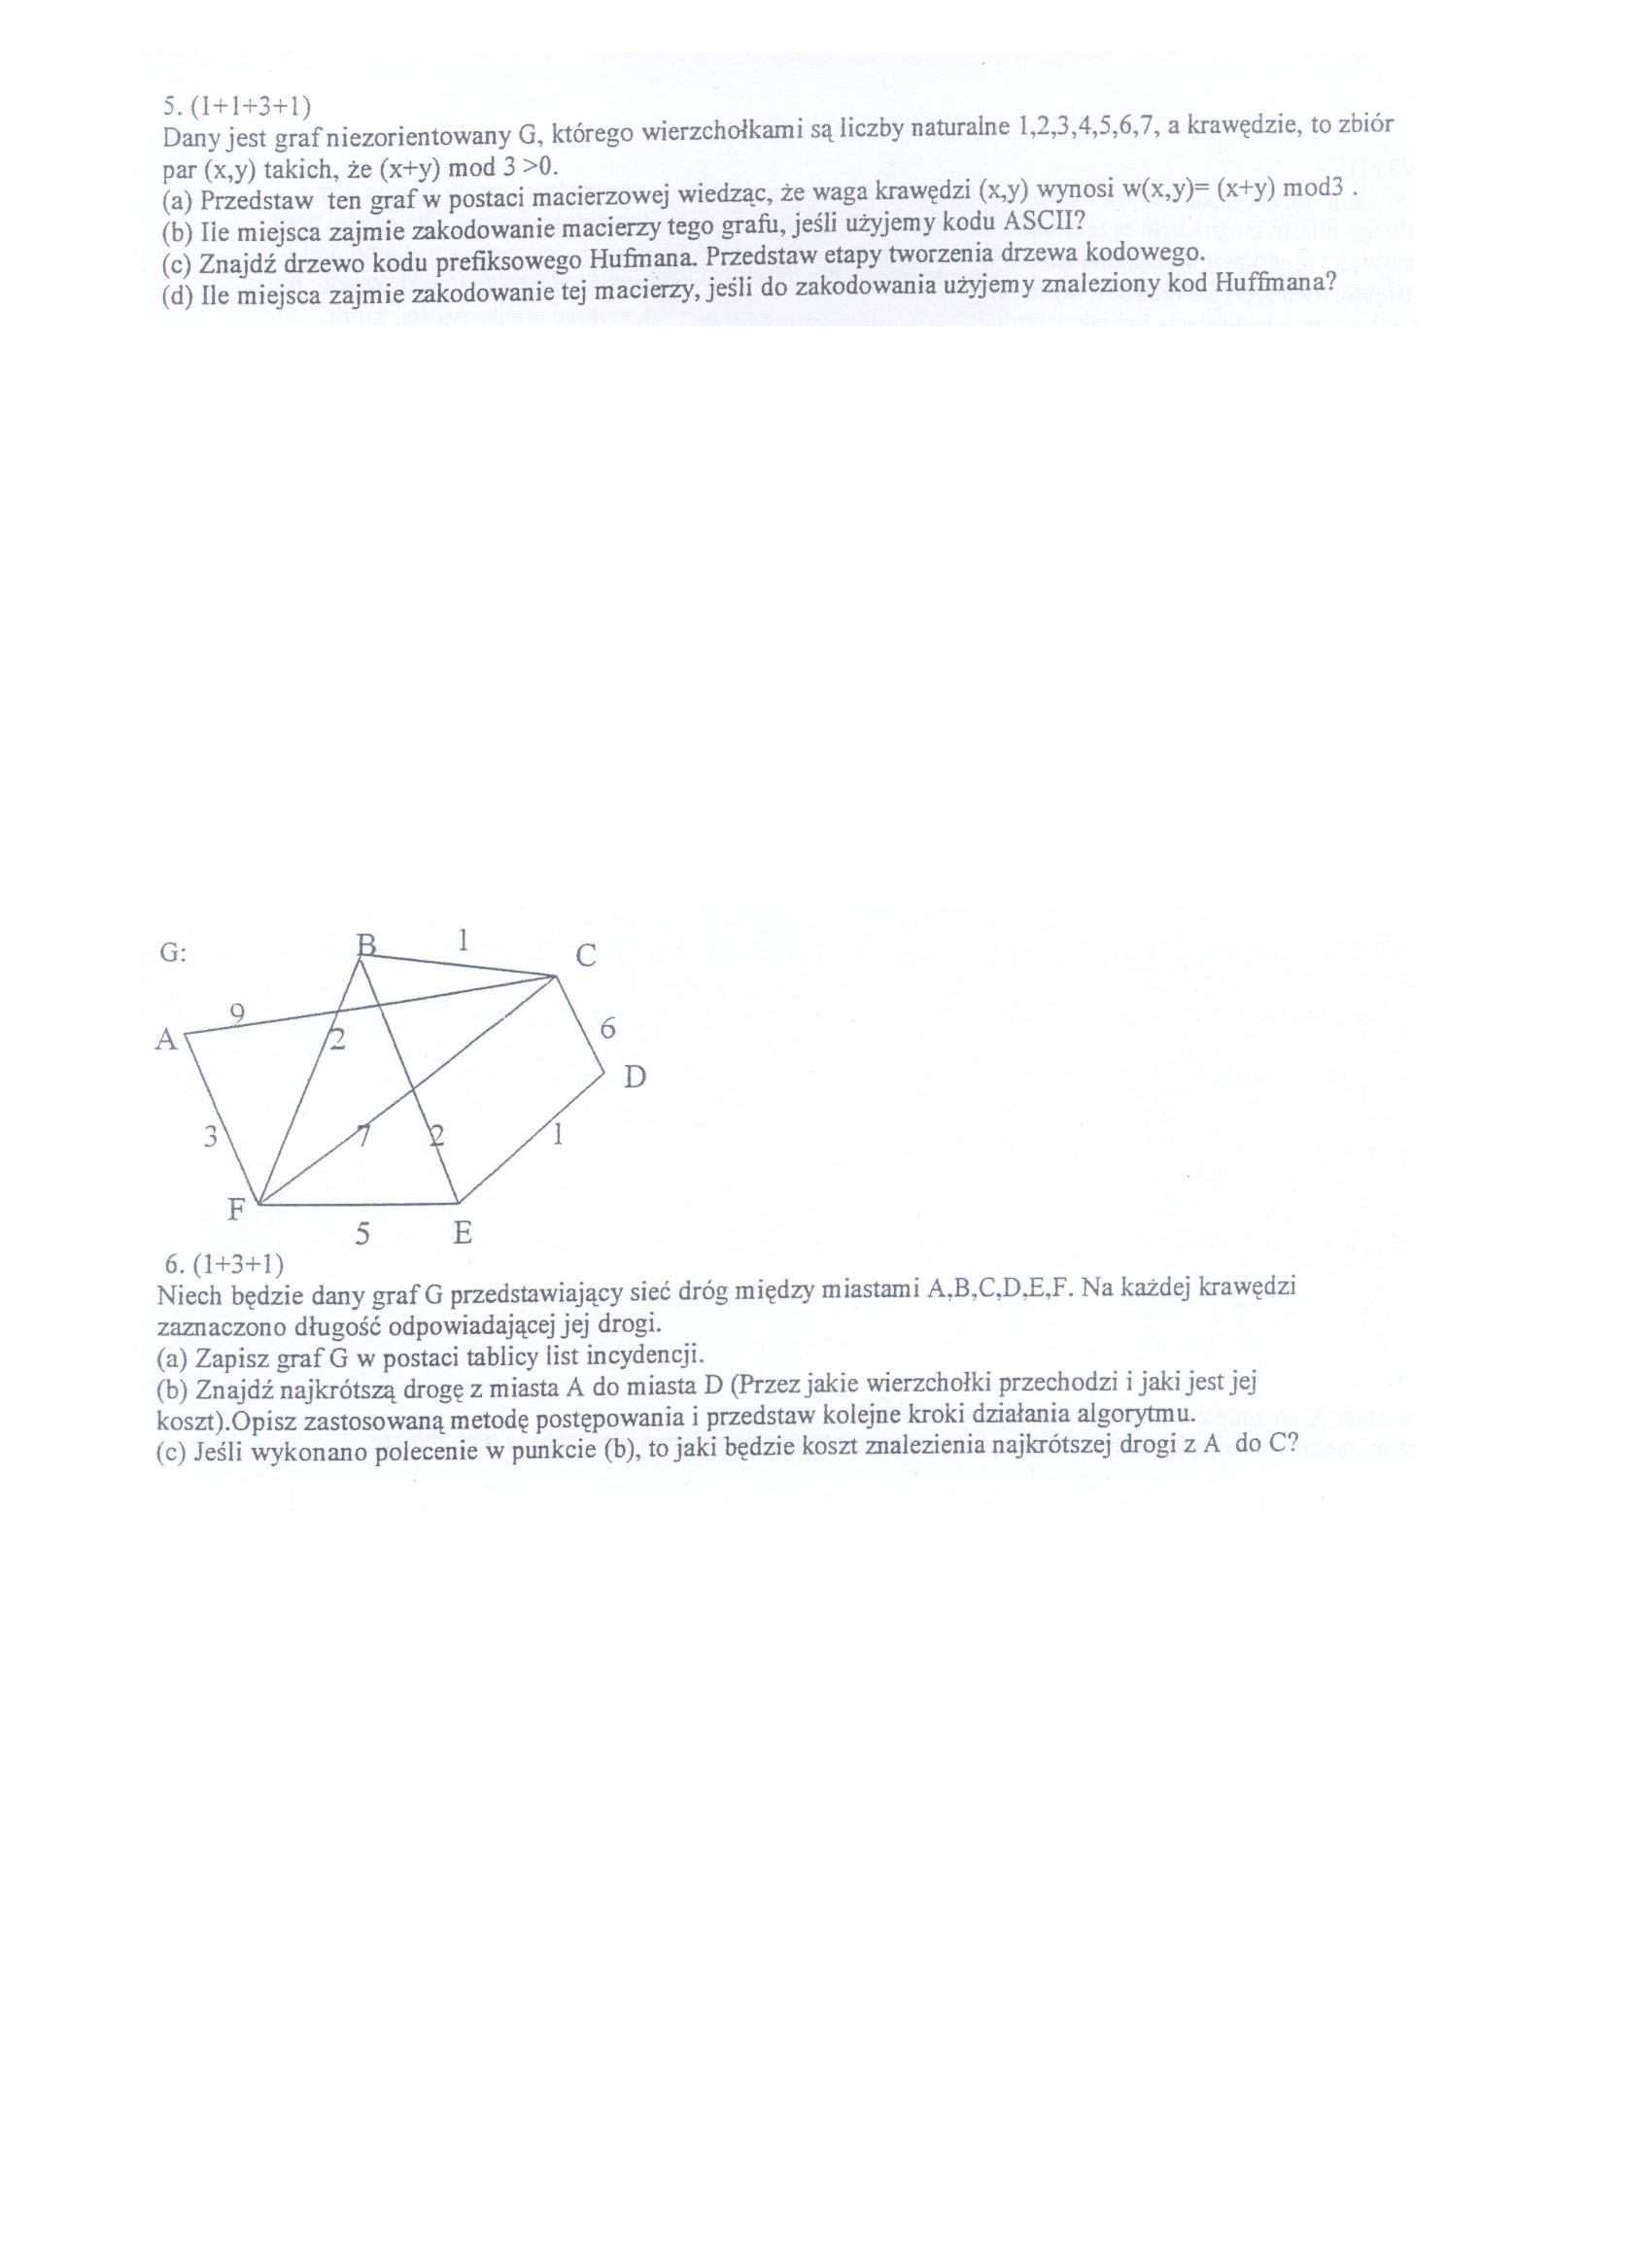 5. (1+1+3+1)
Dany jest graf niezorientowany G, którego wierzchołkami są liczby naturalne 1,2,3,4,5,6,7, a krawędzie, to zbiór
par (x,y) takich, że (x+y) mod 3 >0.
(a) Przedstaw ten graf w postaci macierzowej wiedząc, że waga krawędzi (x,y) wynosi w(x,y)= (x+y) mod3 .
(b) Ile miejsca zajmie zakodowanie macierzy tego grafu, jeśli użyjemy kodu ASCII?
(c) Znajdź drzewo kodu prefiksowego Hufmana. Przedstaw etapy tworzenia drzewa kodowego.
(d) Ile miejsca zajmie zakodowanie tej macierzy, jeśli do zakodowania użyjemy znaleziony kod Huffmana?
G:
B
1
C
9
A
2
6
D
3
7
2
1
F
5
E
6. (1+3+1)
Niech będzie dany graf G przedstawiający sieć dróg między miastami A,B,C,D,E,F. Na każdej krawędzi
zaznaczono długość odpowiadającej jej drogi.
(a) Zapisz graf G w postaci tablicy list incydencji.
(b) Znajdź najkrótszą drogę z miasta A do miasta D (Przez jakie wierzchołki przechodzi i jaki jest jej
koszt).Opisz zastosowaną metodę postępowania i przedstaw kolejne kroki działania algorytmu.
(c) Jeśli wykonano polecenie w punkcie (b), to jaki będzie koszt znalezienia najkrótszej drogi z A do C?